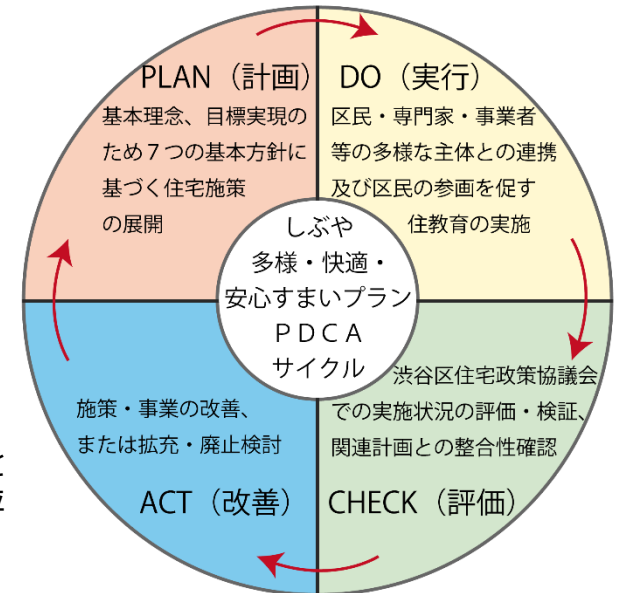 PLAN（計画）
基本理念、目標実現の
ため７つの基本方針に
基づく住宅施策
の展開
DO（実行）
区民・専門家・事業者
等の多様な主体との連携
及び区民の参画を促す
住教育の実施
しぶや
多様・快適・
安心すまいプラン
ＰＤＣＡ
サイクル
渋谷区住宅政策協議会
での実施状況の評価・検証、
関連計画との整合性確認
CHECK（評価）
施策・事業の改善、
または拡充・廃止検討
ACT（改善）